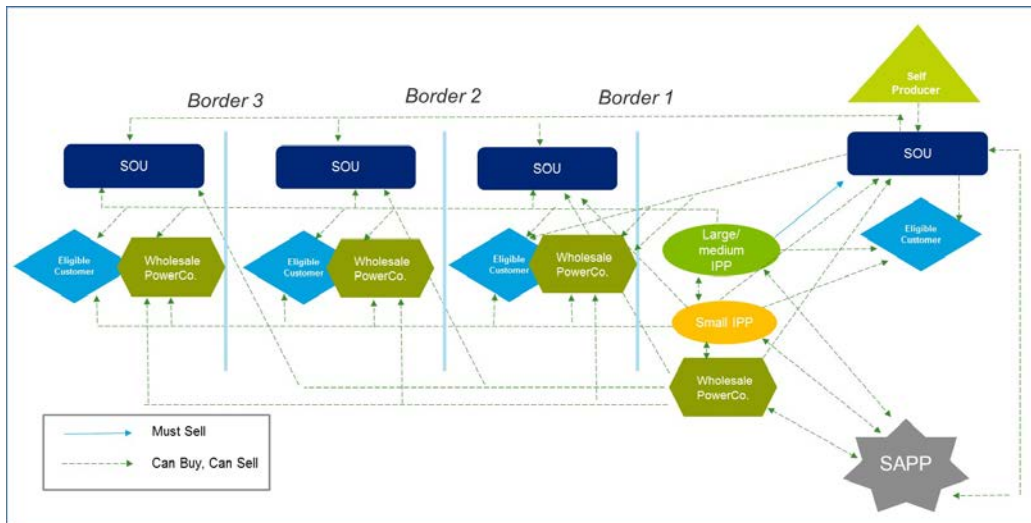 Self
Producer
Border 3
Border 2
Border 1
SOU
SOU
SOU
SOU
Eligible
Customer
Wholesale
PowerCo.
Eligible
Customer
Wholesale
PowerCo.
Eligible
Customer
Wholesale
PowerCo.
Large/
medium
IPP
Eligible
Customer
Small IPP
Wholesale
PowerCo.
Must Sell
Can Buy, Can Sell
SAPP